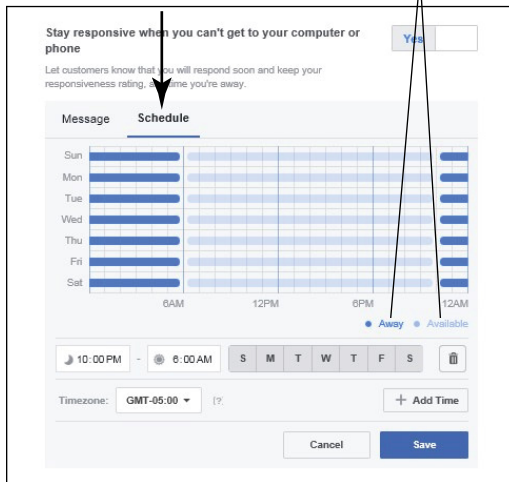 Stay responsive when you can't get to your computer or
phone
Yes
Let customers know that you will respond soon and keep your
responsiveness rating, a time you're away.
Message Schedule
Sun
Mon
Tue
Wed
Thu
Fri
Sat
6AM 12PM 6PM 12AM
Away Available
10:00 PM - 6:00 AM S M T W T F S
Timezone: GMT-05:00 [?
+ Add Time
Cancel Save